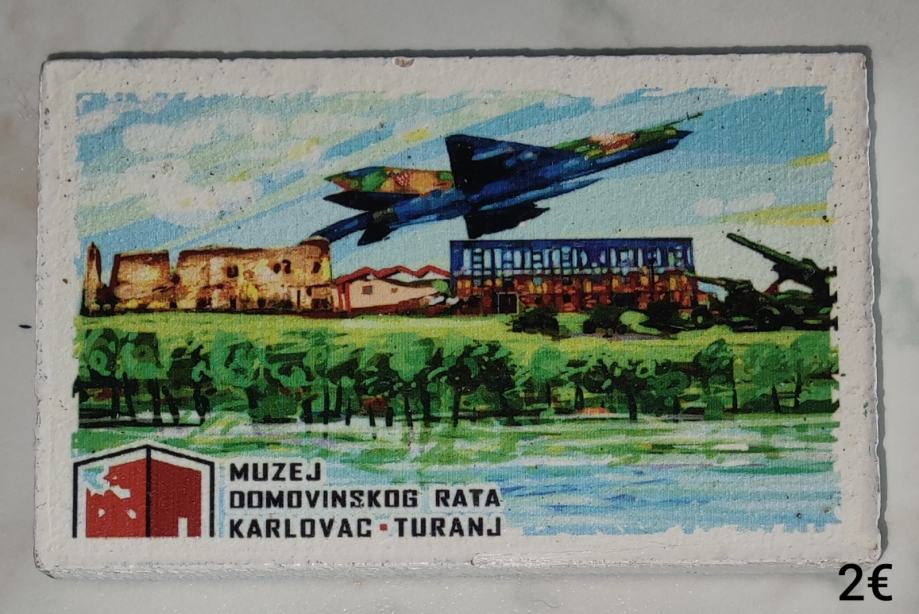 MUZEJ
DOMOVINSKOG RATA
KARLOVAC · TURANJ
2€